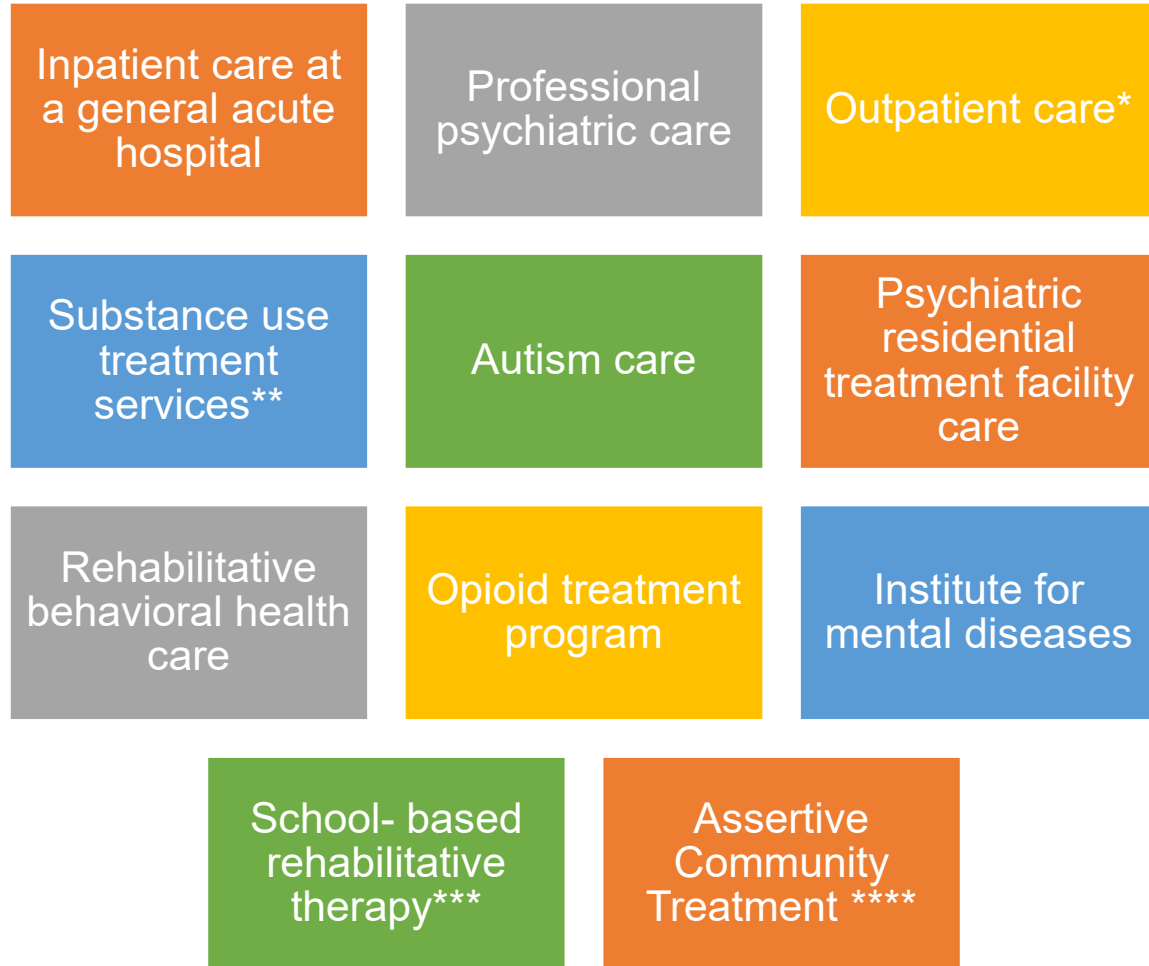 Inpatient care at
a general acute
hospital
Professional
psychiatric care
Outpatient care*
Substance use
treatment
services**
Autism care
Psychiatric
residential
treatment facility
care
Rehabilitative
behavioral health
care
Opioid treatment
program
Institute for
mental diseases
School- based
rehabilitative
therapy***
Assertive
Community
Treatment ****